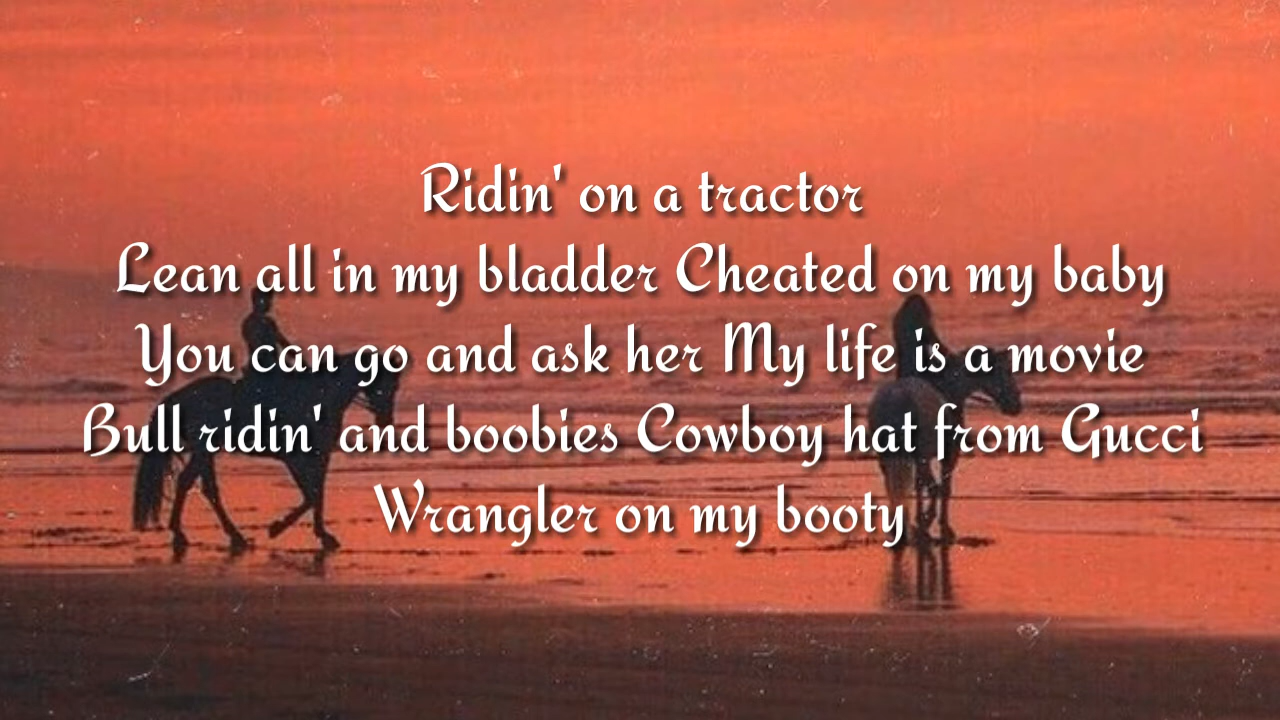 Ridin' on a tractor
Lean all in my bladder Cheated on my baby
You can go and ask her My life is a movie
Bull ridin' and boobies Cowboy hat from Gucci
Wrangler on my booty